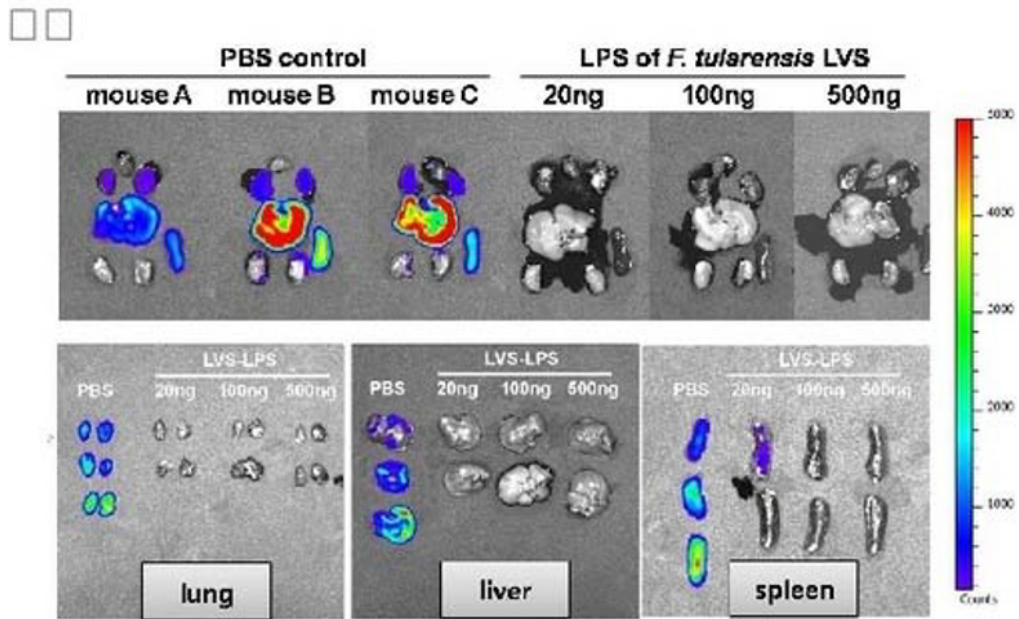 PBS control LPS of F. tularensis LVS
mouse A mouse B mouse C 20ng 100ng 500ng
5000
4000
3000
2000
1000
Counts
LVS-LPS
PBS 20ng 100ng 500ng
lung
LVS-LPS
PBS 20ng 100ng 500ng
liver
LVS-LPS
PBS 20ng 100ng 500ng
spleen